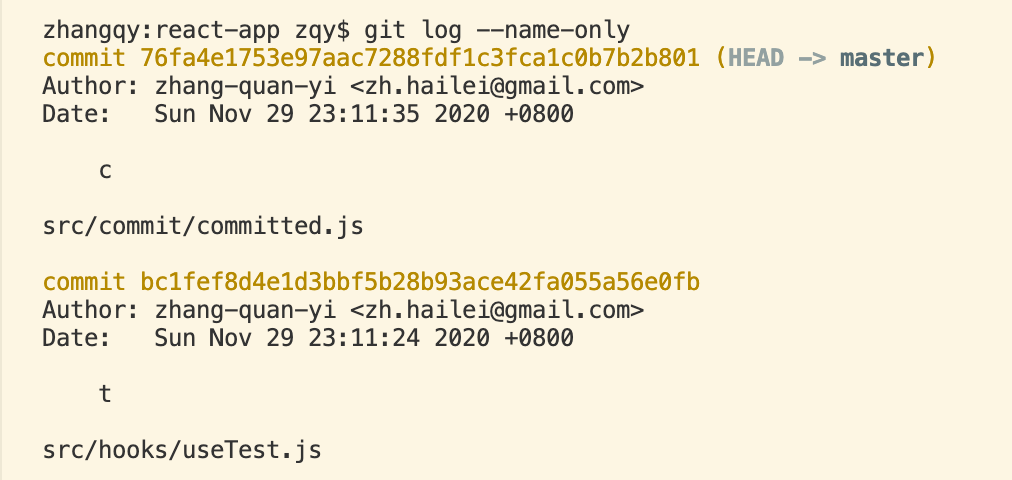 zhangqy:react-app zqy$ git log --name-only
commit 76fa4e1753e97aac7288fdf1c3fca1c0b7b2b801 (HEAD -> master)
Author: zhang-quan-yi <zh.hailei@gmail.com>
Date:   Sun Nov 29 23:11:35 2020 +0800
    c
src/commit/committed.js
commit bc1fef8d4e1d3bbf5b28b93ace42fa055a56e0fb
Author: zhang-quan-yi <zh.hailei@gmail.com>
Date:   Sun Nov 29 23:11:24 2020 +0800
    t
src/hooks/useTest.js